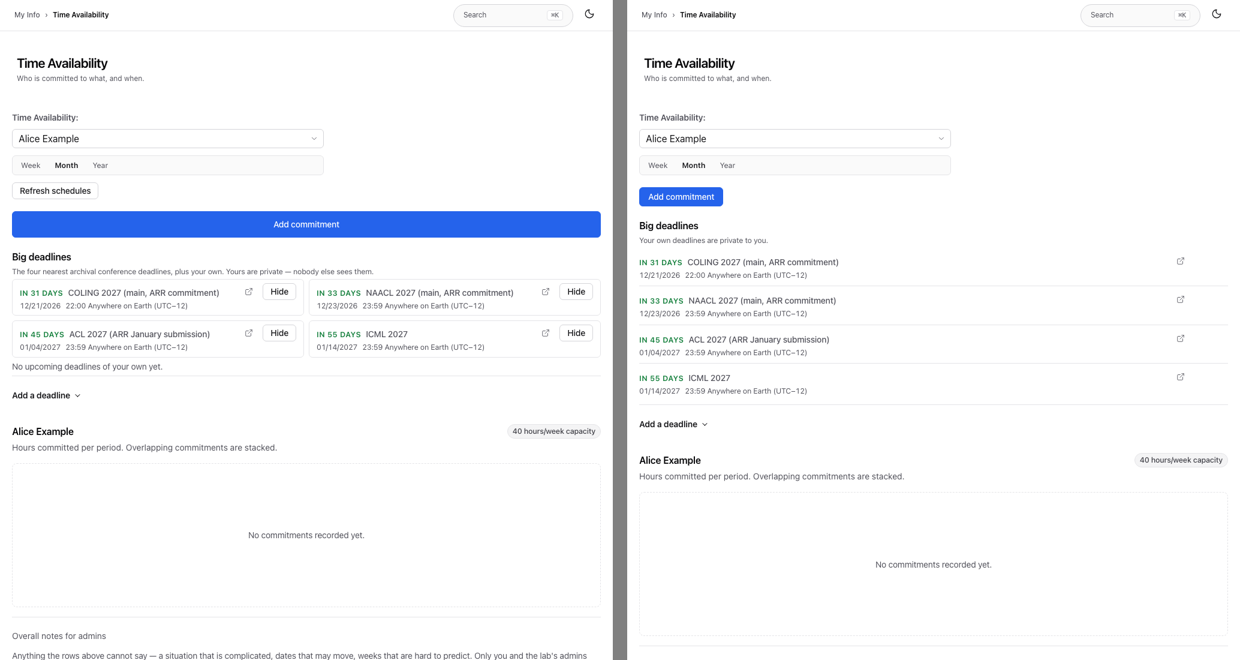 My Info › Time Availability
Search ⌘K
Time Availability
Who is committed to what, and when.
Time Availability:
Alice Example
Week Month Year
Refresh schedules
Add commitment
Big deadlines
The four nearest archival conference deadlines, plus your own. Yours are private — nobody else sees them.
IN 31 DAYS COLING 2027 (main, ARR commitment) Hide
12/21/2026 22:00 Anywhere on Earth (UTC−12)
IN 33 DAYS NAACL 2027 (main, ARR commitment) Hide
12/23/2026 23:59 Anywhere on Earth (UTC−12)
IN 45 DAYS ACL 2027 (ARR January submission) Hide
01/04/2027 23:59 Anywhere on Earth (UTC−12)
IN 55 DAYS ICML 2027 Hide
01/14/2027 23:59 Anywhere on Earth (UTC−12)
No upcoming deadlines of your own yet.
Add a deadline
Alice Example 40 hours/week capacity
Hours committed per period. Overlapping commitments are stacked.
No commitments recorded yet.
Overall notes for admins
Anything the rows above cannot say — a situation that is complicated, dates that may move, weeks that are hard to predict. Only you and the lab's admins
My Info › Time Availability
Search ⌘K
Time Availability
Who is committed to what, and when.
Time Availability:
Alice Example
Week Month Year
Add commitment
Big deadlines
Your own deadlines are private to you.
IN 31 DAYS COLING 2027 (main, ARR commitment)
12/21/2026 22:00 Anywhere on Earth (UTC−12)
IN 33 DAYS NAACL 2027 (main, ARR commitment)
12/23/2026 23:59 Anywhere on Earth (UTC−12)
IN 45 DAYS ACL 2027 (ARR January submission)
01/04/2027 23:59 Anywhere on Earth (UTC−12)
IN 55 DAYS ICML 2027
01/14/2027 23:59 Anywhere on Earth (UTC−12)
Add a deadline
Alice Example 40 hours/week capacity
Hours committed per period. Overlapping commitments are stacked.
No commitments recorded yet.